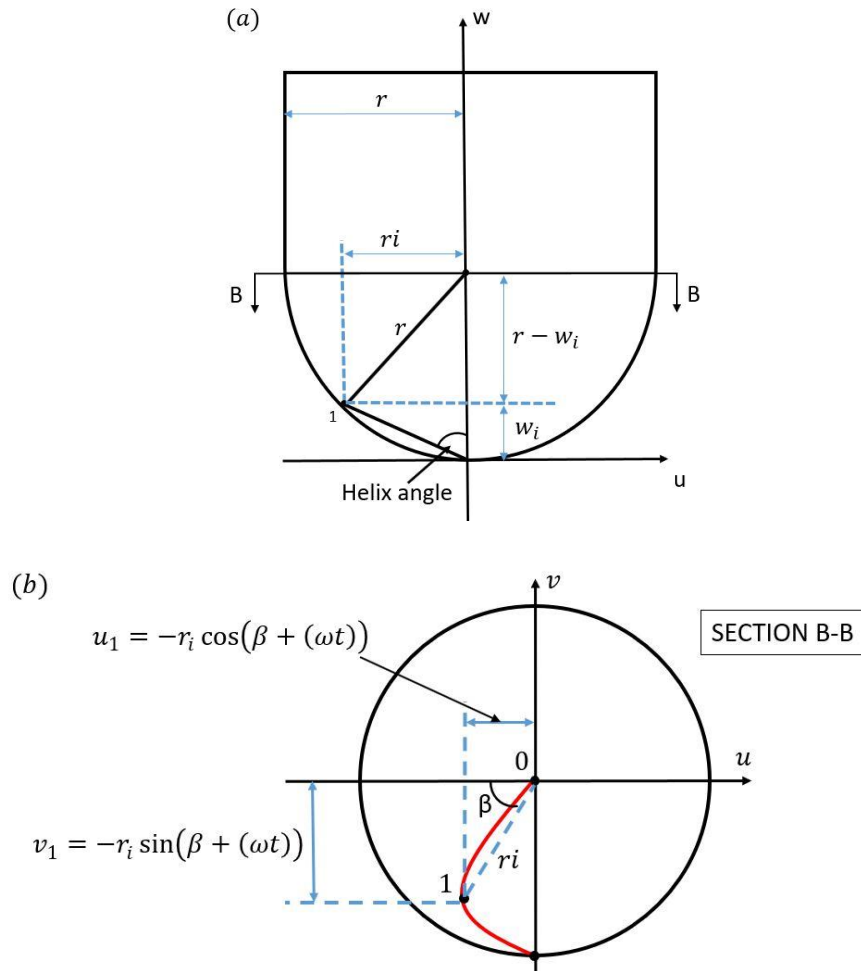 (a)
w
r
ri
B
B
r
r − w_i
1
w_i
Helix angle
u
(b)
v
u_1 = −r_i cos(β + (ωt))
SECTION B-B
0
u
β
v_1 = −r_i sin(β + (ωt))
ri
1